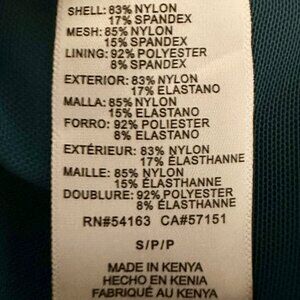 SHELL: 83% NYLON
17% SPANDEX
MESH: 85% NYLON
15% SPANDEX
LINING: 92% POLYESTER
8% SPANDEX
EXTERIOR: 83% NYLON
17% ELASTANO
MALLA: 85% NYLON
15% ELASTANO
FORRO: 92% POLIESTER
8% ELASTANO
EXTÉRIEUR: 83% NYLON
17% ÉLASTHANNE
MAILLE: 85% NYLON
15% ÉLASTHANNE
DOUBLURE: 92% POLYESTER
8% ÉLASTHANNE
RN#54163 CA#57151
S/P/P
MADE IN KENYA
HECHO EN KENIA
FABRIQUÉ AU KENYA